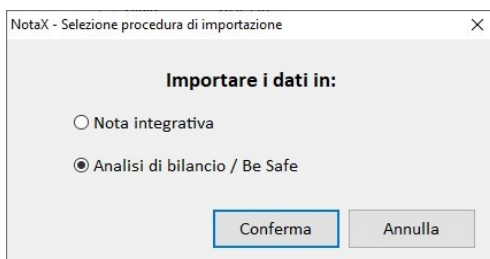 NotaX - Selezione procedura di importazione
Importare i dati in:
Nota integrativa
Analisi di bilancio / Be Safe
Conferma Annulla